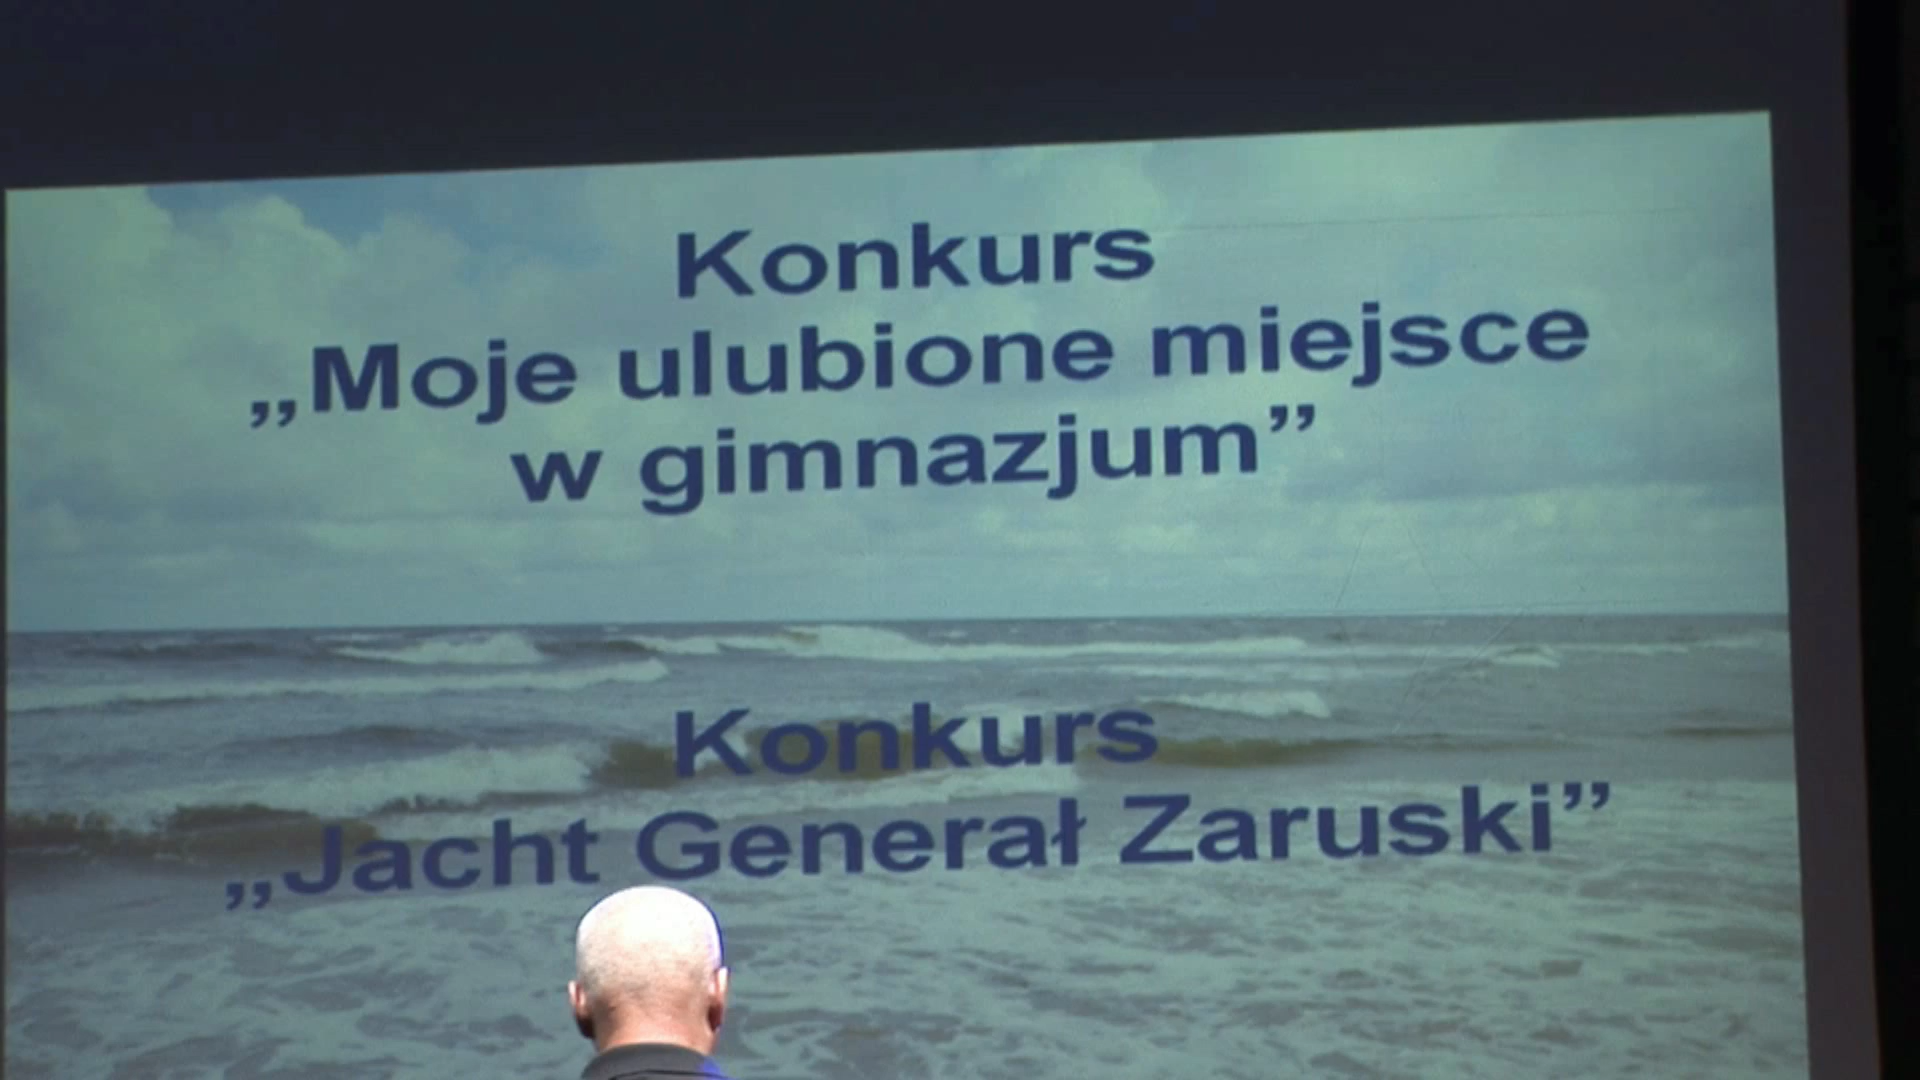 Konkurs
„Moje ulubione miejsce
w gimnazjum”
Konkurs
„Jacht Generał Zaruski”